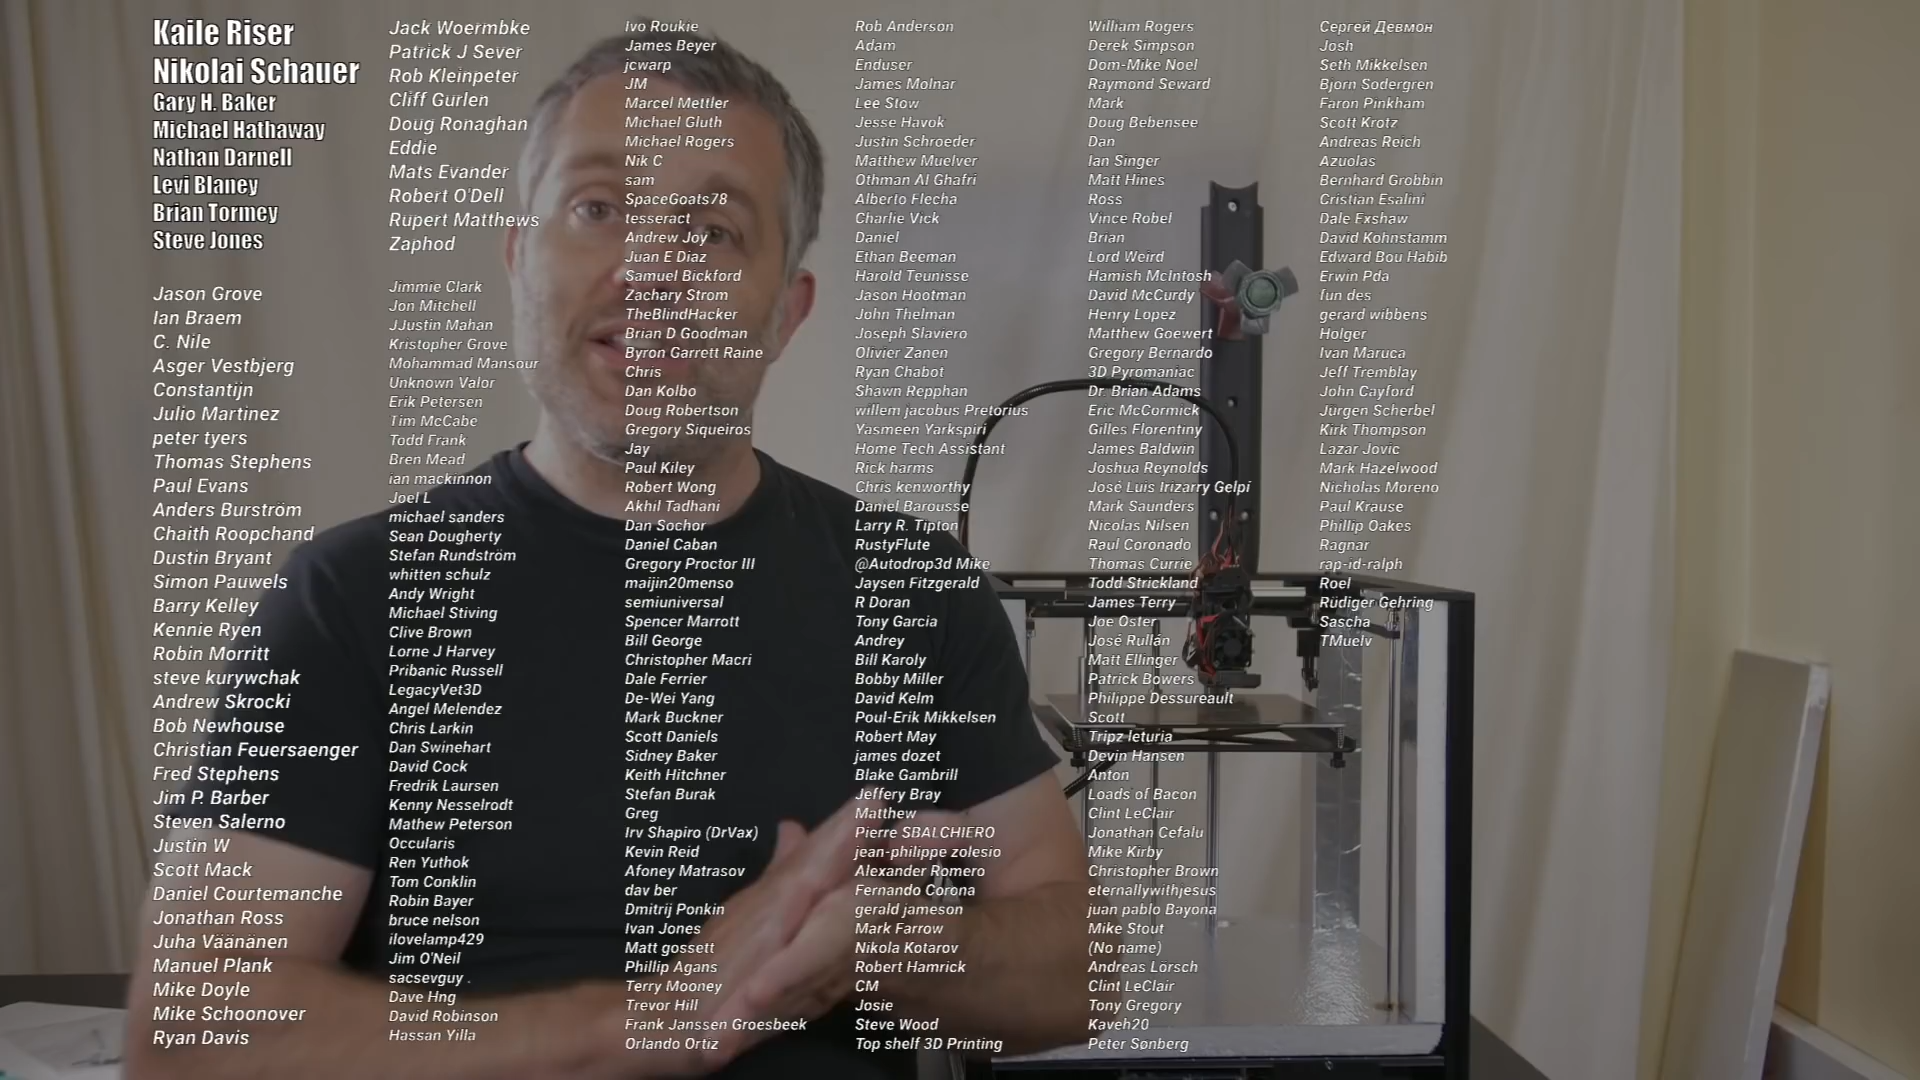 Kaile Riser
Nikolai Schauer
Gary H. Baker
Michael Hathaway
Nathan Darnell
Levi Blaney
Brian Tormey
Steve Jones
Jason Grove
Ian Braem
C. Nile
Asger Vestbjerg
Constantijn
Julio Martinez
peter tyers
Thomas Stephens
Paul Evans
Anders Burström
Chaith Roopchand
Dustin Bryant
Simon Pauwels
Barry Kelley
Kennie Ryen
Robin Morritt
steve kurywchak
Andrew Skrocki
Bob Newhouse
Christian Feuersaenger
Fred Stephens
Jim P. Barber
Steven Salerno
Justin W
Scott Mack
Daniel Courtemanche
Jonathan Ross
Juha Väänänen
Manuel Plank
Mike Doyle
Mike Schoonover
Ryan Davis
Jack Woermbke
Patrick J Sever
Rob Kleinpeter
Cliff Gurlen
Doug Ronaghan
Eddie
Mats Evander
Robert O'Dell
Rupert Matthews
Zaphod
Jimmie Clark
Jon Mitchell
JJustin Mahan
Kristopher Grove
Mohammad Mansour
Unknown Valor
Erik Petersen
Tim McCabe
Todd Frank
Bren Mead
ian mackinnon
Joel L
michael sanders
Sean Dougherty
Stefan Rundström
whitten schulz
Andy Wright
Michael Stiving
Clive Brown
Lorne J Harvey
Pribanic Russell
LegacyVet3D
Angel Melendez
Chris Larkin
Dan Swinehart
David Cock
Fredrik Laursen
Kenny Nesselrodt
Mathew Peterson
Occularis
Ren Yuthok
Tom Conklin
Robin Bayer
bruce nelson
ilovelamp429
Jim O'Neil
sacsevguy .
Dave Hng
David Robinson
Hassan Yilla
Ivo Roukie
James Beyer
jcwarp
JM
Marcel Mettler
Michael Gluth
Michael Rogers
Nik C
sam
SpaceGoats78
tesseract
Andrew Joy
Juan E Diaz
Samuel Bickford
Zachary Strom
TheBlindHacker
Brian D Goodman
Byron Garrett Raine
Chris
Dan Kolbo
Doug Robertson
Gregory Siqueiros
Jay
Paul Kiley
Robert Wong
Akhil Tadhani
Dan Sochor
Daniel Caban
Gregory Proctor III
maijin20menso
semiuniversal
Spencer Marrott
Bill George
Christopher Macri
Dale Ferrier
De-Wei Yang
Mark Buckner
Scott Daniels
Sidney Baker
Keith Hitchner
Stefan Burak
Greg
Irv Shapiro (DrVax)
Kevin Reid
Afoney Matrasov
dav ber
Dmitrij Ponkin
Ivan Jones
Matt gossett
Phillip Agans
Terry Mooney
Trevor Hill
Frank Janssen Groesbeek
Orlando Ortiz
Rob Anderson
Adam
Enduser
James Molnar
Lee Stow
Jesse Havok
Justin Schroeder
Matthew Muelver
Othman Al Ghafri
Alberto Flecha
Charlie Vick
Daniel
Ethan Beeman
Harold Teunisse
Jason Hootman
John Thelman
Joseph Slaviero
Olivier Zanen
Ryan Chabot
Shawn Repphan
willem jacobus Pretorius
Yasmeen Yarkspiri
Home Tech Assistant
Rick harms
Chris kenworthy
Daniel Barousse
Larry R. Tipton
RustyFlute
@Autodrop3d Mike
Jaysen Fitzgerald
R Doran
Tony Garcia
Andrey
Bill Karoly
Bobby Miller
David Kelm
Poul-Erik Mikkelsen
Robert May
james dozet
Blake Gambrill
Jeffery Bray
Matthew
Pierre SBALCHIERO
jean-philippe zolesio
Alexander Romero
Fernando Corona
gerald jameson
Mark Farrow
Nikola Kotarov
Robert Hamrick
CM
Josie
Steve Wood
Top shelf 3D Printing
William Rogers
Derek Simpson
Dom-Mike Noel
Raymond Seward
Mark
Doug Bebensee
Dan
Ian Singer
Matt Hines
Ross
Vince Robel
Brian
Lord Weird
Hamish McIntosh
David McCurdy
Henry Lopez
Matthew Goewert
Gregory Bernardo
3D Pyromaniac
Dr. Brian Adams
Eric McCormick
Gilles Florentiny
James Baldwin
Joshua Reynolds
José Luis Irizarry Gelpí
Mark Saunders
Nicolas Nilsen
Raul Coronado
Thomas Currie
Todd Strickland
James Terry
Joe Oster
José Rullán
Matt Ellinger
Patrick Bowers
Philippe Dessureault
Scott
Tripz leturia
Devin Hansen
Anton
Loads of Bacon
Clint LeClair
Jonathan Cefalu
Mike Kirby
Christopher Brown
eternallywithjesus
juan pablo Bayona
Mike Stout
(No name)
Andreas Lörsch
Clint LeClair
Tony Gregory
Kaveh20
Peter Sønberg
Сергей Девмон
Josh
Seth Mikkelsen
Bjorn Sodergren
Faron Pinkham
Scott Krotz
Andreas Reich
Azuolas
Bernhard Grobbin
Cristian Esalini
Dale Exshaw
David Kohnstamm
Edward Bou Habib
Erwin Pda
fun des
gerard wibbens
Holger
Ivan Maruca
Jeff Tremblay
John Cayford
Jürgen Scherbel
Kirk Thompson
Lazar Jovic
Mark Hazelwood
Nicholas Moreno
Paul Krause
Phillip Oakes
Ragnar
rap-id-ralph
Roel
Rüdiger Gehring
Sascha
TMuelv